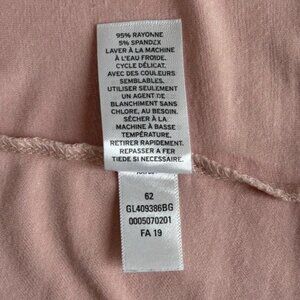 95% RAYONNE
5% SPANDEX
LAVER À LA MACHINE
À L'EAU FROIDE.
CYCLE DÉLICAT.
AVEC DES COULEURS
SEMBLABLES.
UTILISER SEULEMENT
UN AGENT DE
BLANCHIMENT SANS
CHLORE, AU BESOIN.
SÉCHER À LA
MACHINE À BASSE
TEMPÉRATURE.
RETIRER RAPIDEMENT.
REPASSER A FER
TIEDE SI NECESSAIRE.
62
GL409386BG
0005070201
FA 19